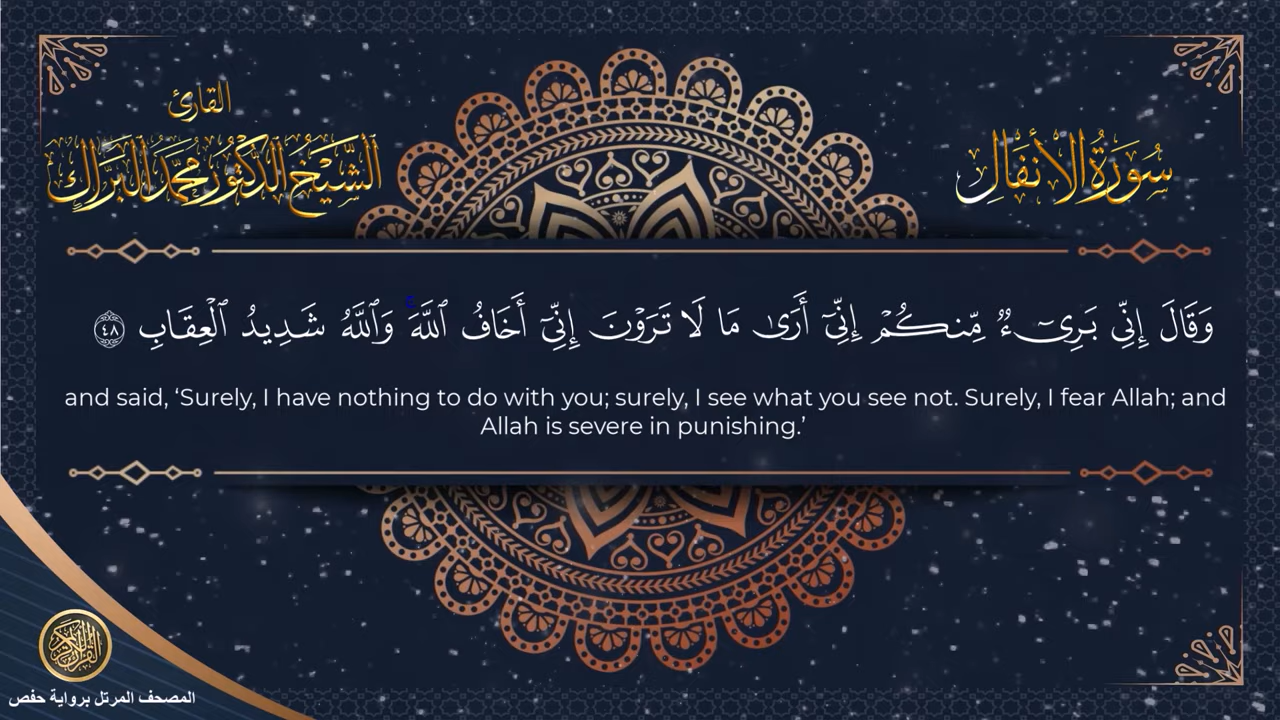 القارئ
الشيخ الدكتور محمد البراك
سورة الأنفال
وَقَالَ إِنِّي بَرِيٓءٌ مِّنكُمْ إِنِّيٓ أَرَىٰ مَا لَا تَرَوْنَ إِنِّيٓ أَخَافُ ٱللَّهَۚ وَٱللَّهُ شَدِيدُ ٱلْعِقَابِ ٤٨
and said, ‘Surely, I have nothing to do with you; surely, I see what you see not. Surely, I fear Allah; and
Allah is severe in punishing.’
القرآن الكريم
المصحف المرتل برواية حفص